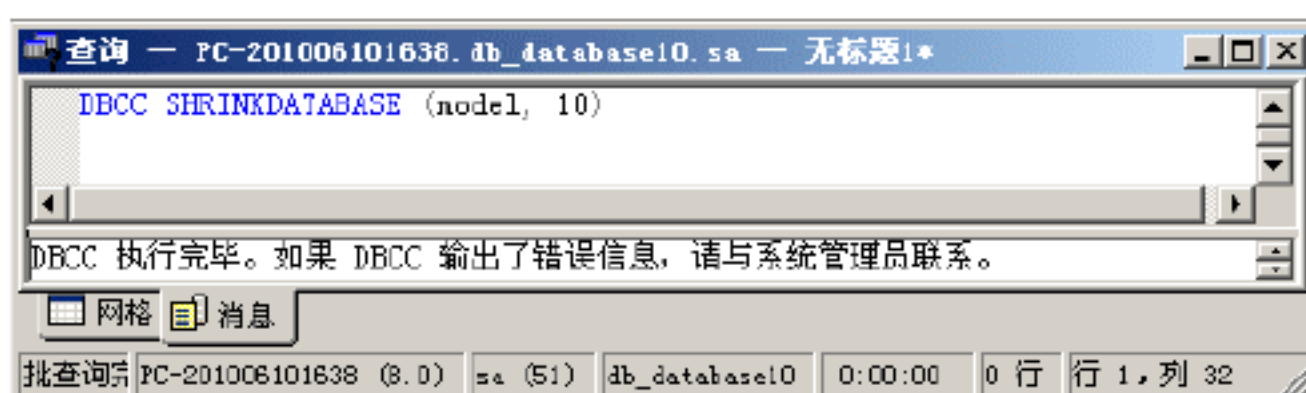 查询 — PC-201006101638.db_database10.sa — 无标题1*
DBCC SHRINKDATABASE (model, 10)
DBCC 执行完毕。如果 DBCC 输出了错误信息，请与系统管理员联系。
网格 消息
批查询完 PC-201006101638 (8.0) sa (51) db_database10 0:00:00 0 行 行 1，列 32